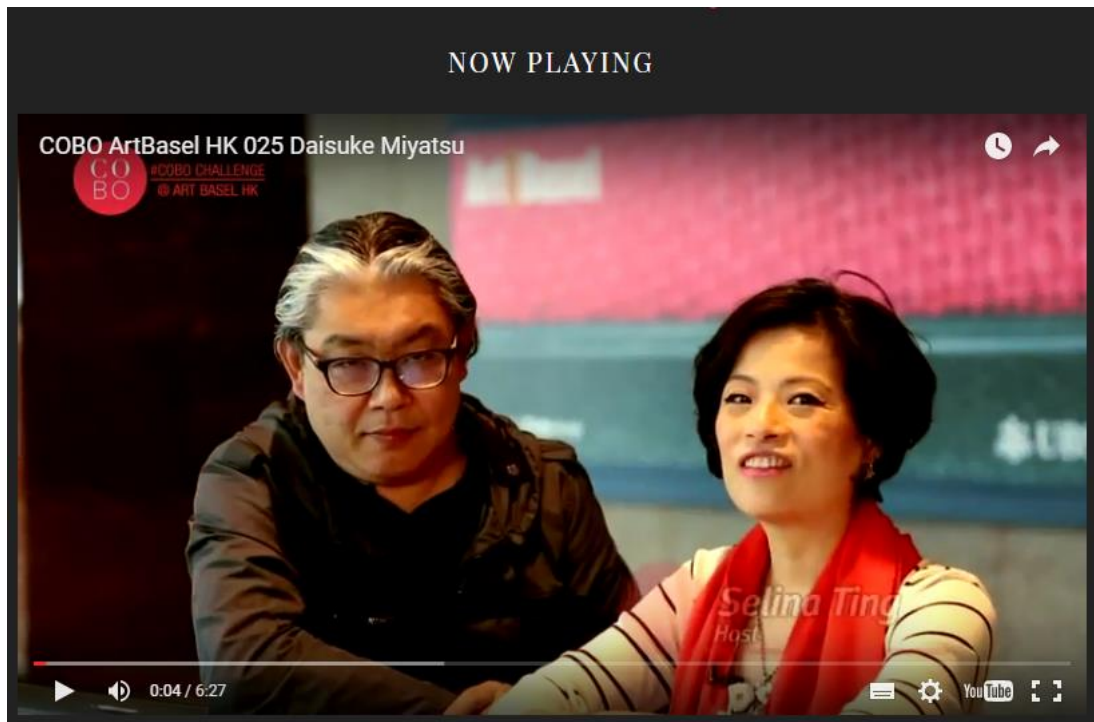 NOW PLAYING
COBO ArtBasel HK 025 Daisuke Miyatsu
CO
BO
#COBO CHALLENGE
@ ART BASEL HK
Art Basel
UBS
Selina Ting
Host
0:04 / 6:27
YouTube